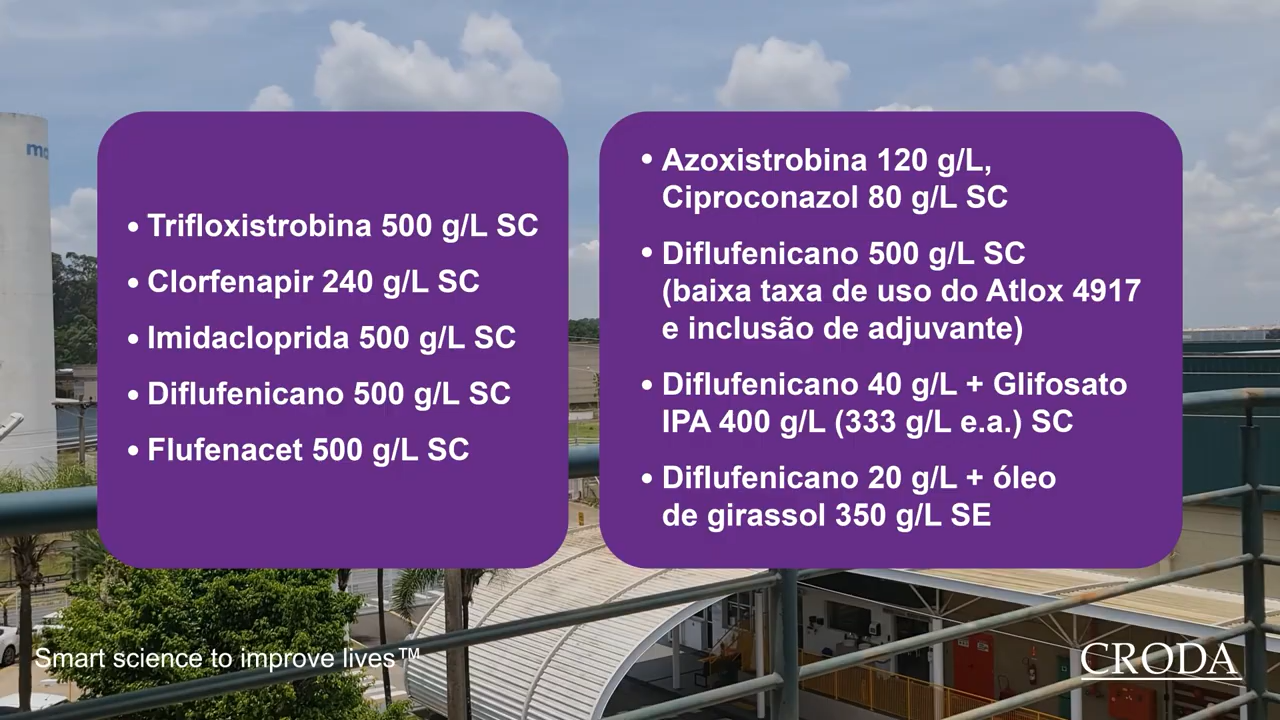 • Trifloxistrobina 500 g/L SC
• Clorfenapir 240 g/L SC
• Imidacloprida 500 g/L SC
• Diflufenicano 500 g/L SC
• Flufenacet 500 g/L SC
• Azoxistrobina 120 g/L,
Ciproconazol 80 g/L SC
• Diflufenicano 500 g/L SC
(baixa taxa de uso do Atlox 4917
e inclusão de adjuvante)
• Diflufenicano 40 g/L + Glifosato
IPA 400 g/L (333 g/L e.a.) SC
• Diflufenicano 20 g/L + óleo
de girassol 350 g/L SE
Smart science to improve lives™
CRODA